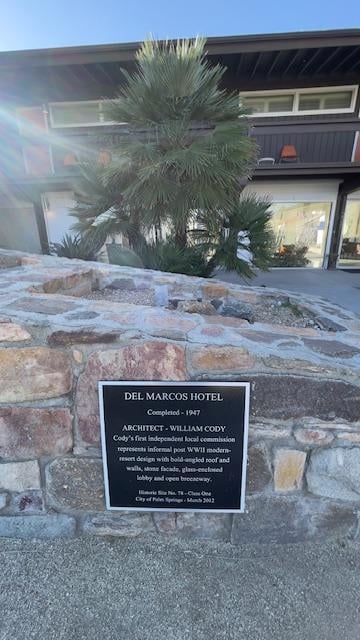 DEL MARCOS HOTEL
Completed - 1947
ARCHITECT - WILLIAM CODY
Cody's first independent local commission
represents informal post WWII modern-
resort design with bold-angled roof and
walls, stone facade, glass-enclosed
lobby and open breezeway.
Historic Site No. 78 - Class One
City of Palm Springs - March 2012